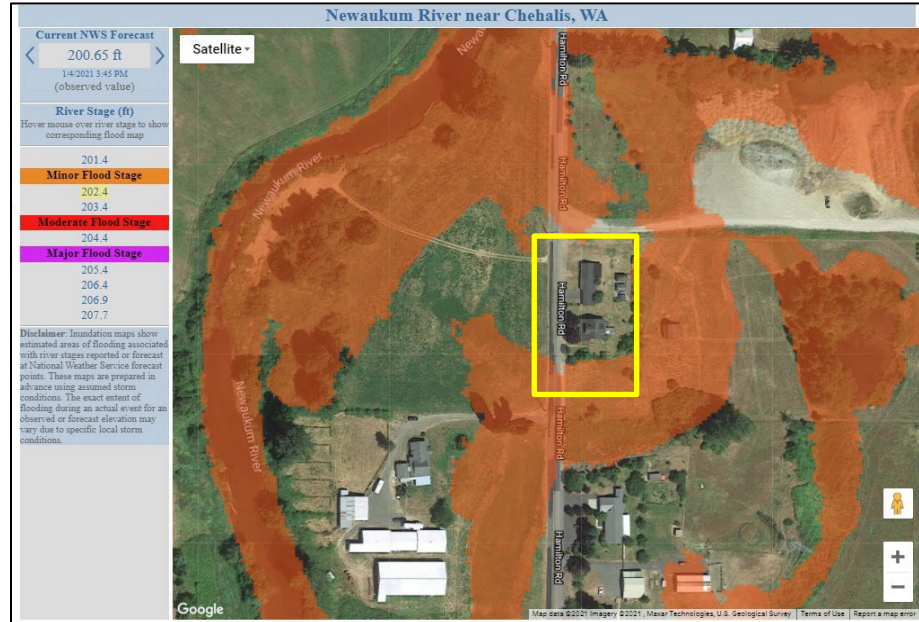 Newaukum River near Chehalis, WA
Current NWS Forecast
200.65 ft
1/4/2021 3:45 PM
(observed value)
River Stage (ft)
Hover mouse over river stage to show
corresponding flood map
201.4
Minor Flood Stage
202.4
203.4
Moderate Flood Stage
204.4
Major Flood Stage
205.4
206.4
206.9
207.7
Disclaimer: Inundation maps show
estimated areas of flooding associated
with river stages reported or forecast
at National Weather Service forecast
points. These maps are prepared in
advance using assumed storm
conditions. The exact extent of
flooding during an actual event for an
observed or forecast elevation may
vary due to specific local storm
conditions.
Satellite
Hamilton Rd
Hamilton Rd
Newaukum River
Hamilton Rd
Hamilton Rd
Newaukum River
Hamilton Rd
Hamilton Rd
Google
Map data ©2021 Imagery ©2021 , Maxar Technologies, U.S. Geological Survey
Terms of Use
Report a map error